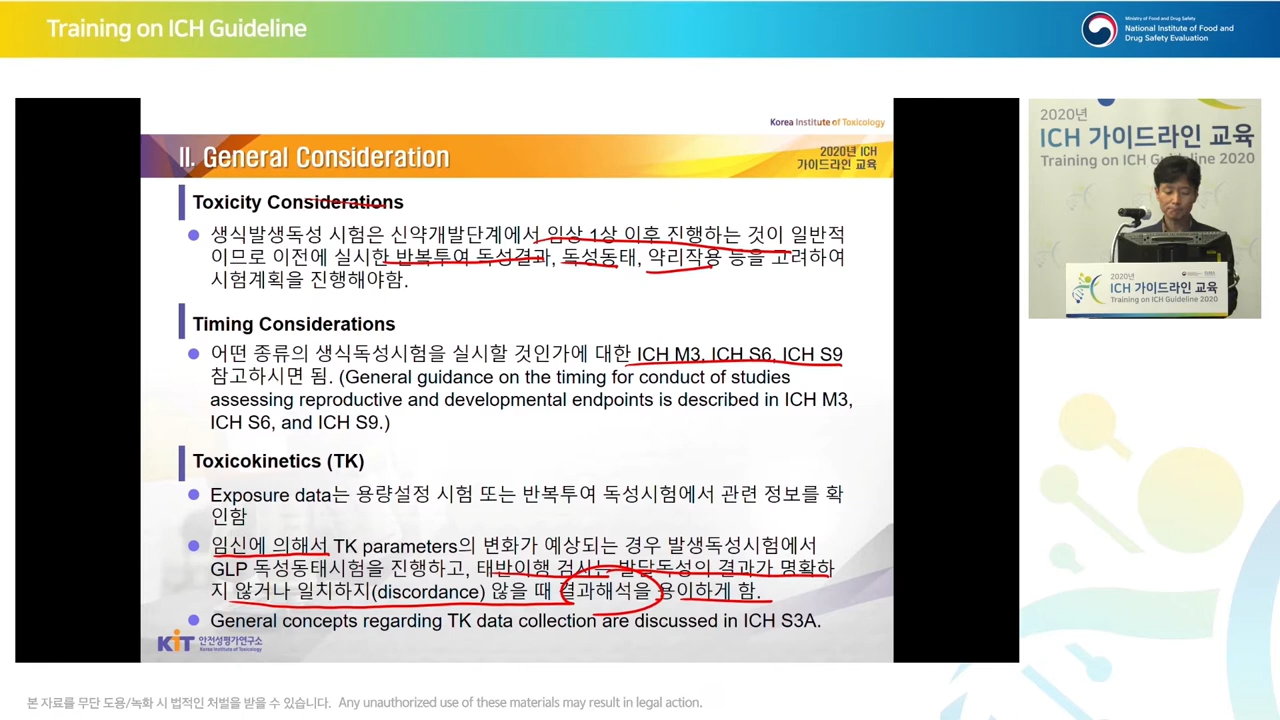 Training on ICH Guideline
Ministry of Food and Drug Safety
National Institute of Food and
Drug Safety Evaluation
Korea Institute of Toxicology
II. General Consideration
2020년 ICH
가이드라인 교육
Toxicity Considerations
생식발생독성 시험은 신약개발단계에서 임상 1상 이후 진행하는 것이 일반적
이므로 이전에 실시한 반복투여 독성결과, 독성동태, 약리작용 등을 고려하여
시험계획을 진행해야함.
Timing Considerations
어떤 종류의 생식독성시험을 실시할 것인가에 대한 ICH M3, ICH S6, ICH S9
참고하시면 됨. (General guidance on the timing for conduct of studies
assessing reproductive and developmental endpoints is described in ICH M3,
ICH S6, and ICH S9.)
Toxicokinetics (TK)
Exposure data는 용량설정 시험 또는 반복투여 독성시험에서 관련 정보를 확
인함
임신에 의해서 TK parameters의 변화가 예상되는 경우 발생독성시험에서
GLP 독성동태시험을 진행하고, 태반이행 검사는 발달독성의 결과가 명확하
지 않거나 일치하지(discordance) 않을 때 결과해석을 용이하게 함.
General concepts regarding TK data collection are discussed in ICH S3A.
KIT 안전성평가연구소
Korea Institute of Toxicology
2020년
ICH 가이드라인 교육
Training on ICH Guideline 2020
2020년
ICH 가이드라인 교육
Training on ICH Guideline 2020
본 자료를 무단 도용/녹화 시 법적인 처벌을 받을 수 있습니다. Any unauthorized use of these materials may result in legal action.